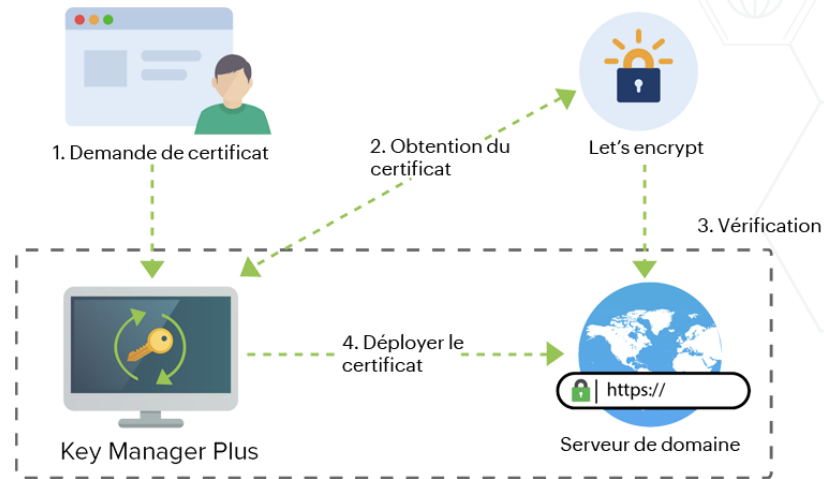 1. Demande de certificat
2. Obtention du
certificat
Let's encrypt
3. Vérification
4. Déployer le
certificat
https://
Key Manager Plus
Serveur de domaine